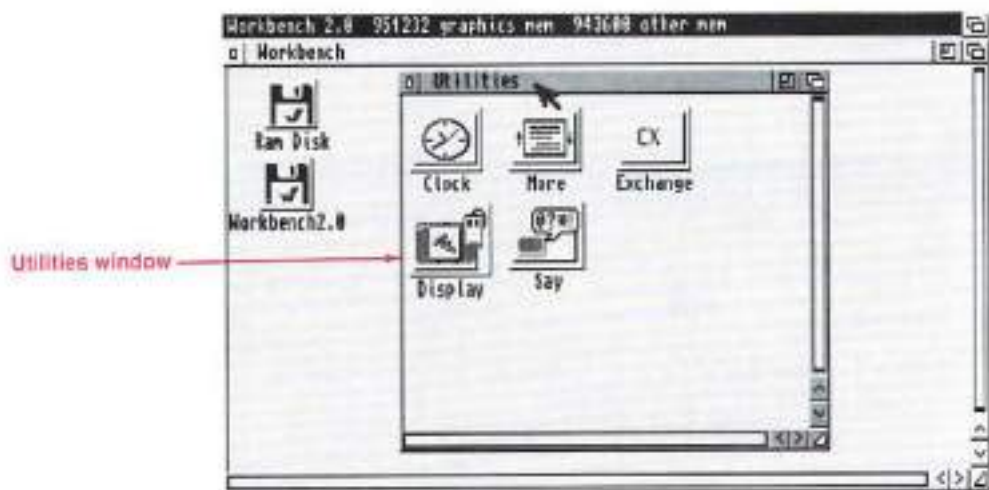 Workbench 2.0 951232 graphics mem 943608 other mem
Workbench
Utilities
Ram Disk
Workbench2.0
Clock
More
CX
Exchange
Display
@?*!
Say
Utilities window